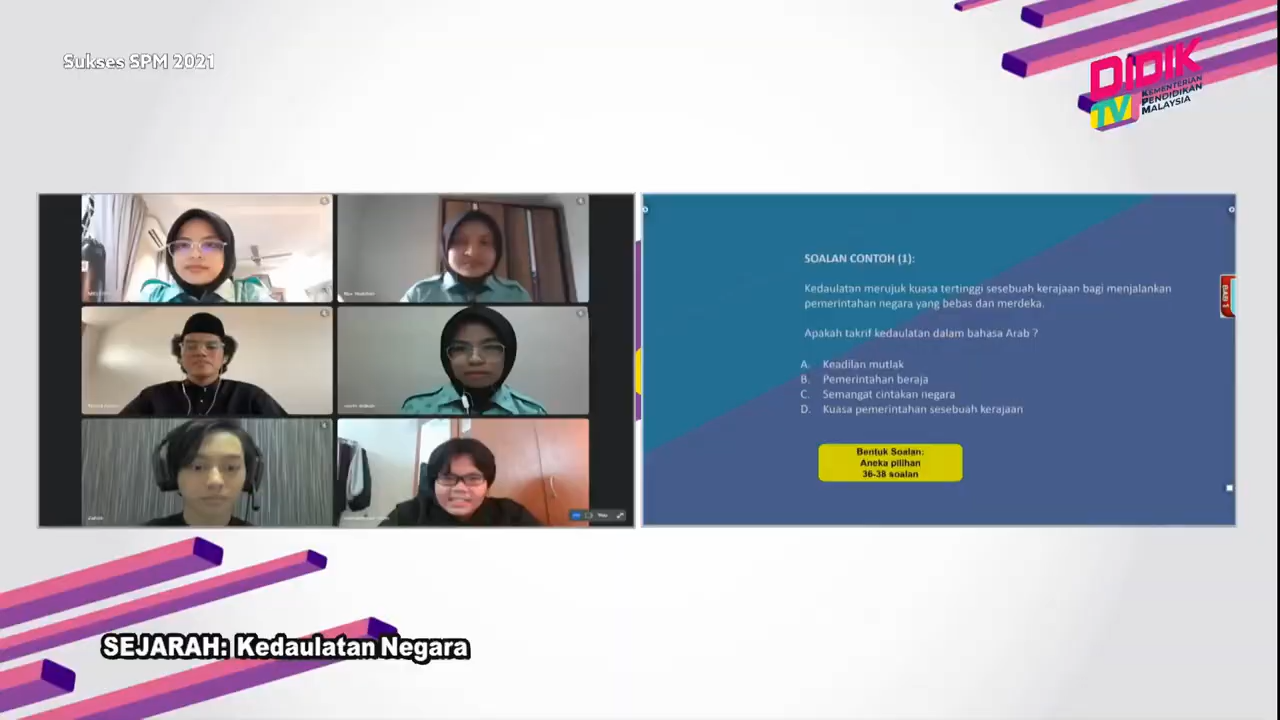 Sukses SPM 2021
DIDIK
TV
KEMENTERIAN
PENDIDIKAN
MALAYSIA
SOALAN CONTOH (1):
Kedaulatan merujuk kuasa tertinggi sesebuah kerajaan bagi menjalankan
pemerintahan negara yang bebas dan merdeka.
Apakah takrif kedaulatan dalam bahasa Arab ?
A. Keadilan mutlak
B. Pemerintahan beraja
C. Semangat cintakan negara
D. Kuasa pemerintahan sesebuah kerajaan
Bentuk Soalan:
Aneka pilihan
36-38 soalan
BAB 1
SEJARAH: Kedaulatan Negara